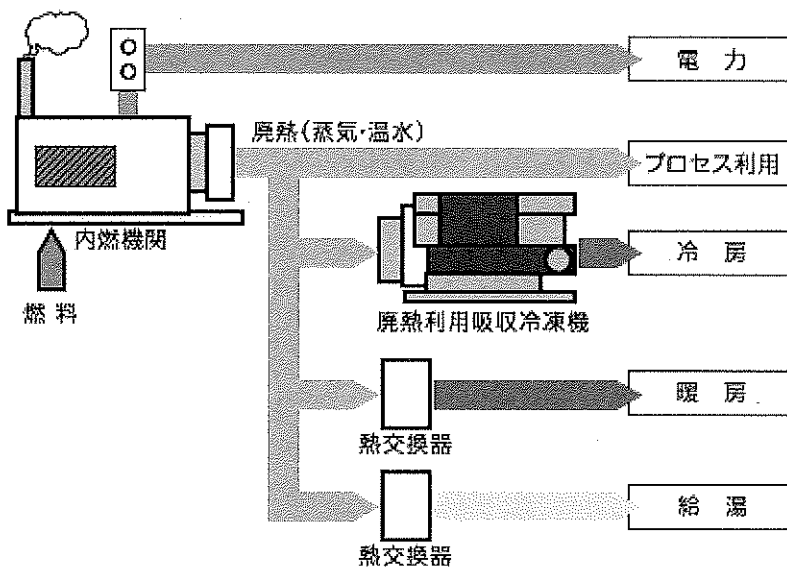 電力
廃熱(蒸気・温水)
プロセス利用
内燃機関
冷房
燃料
廃熱利用吸収冷凍機
暖房
熱交換器
給湯
熱交換器